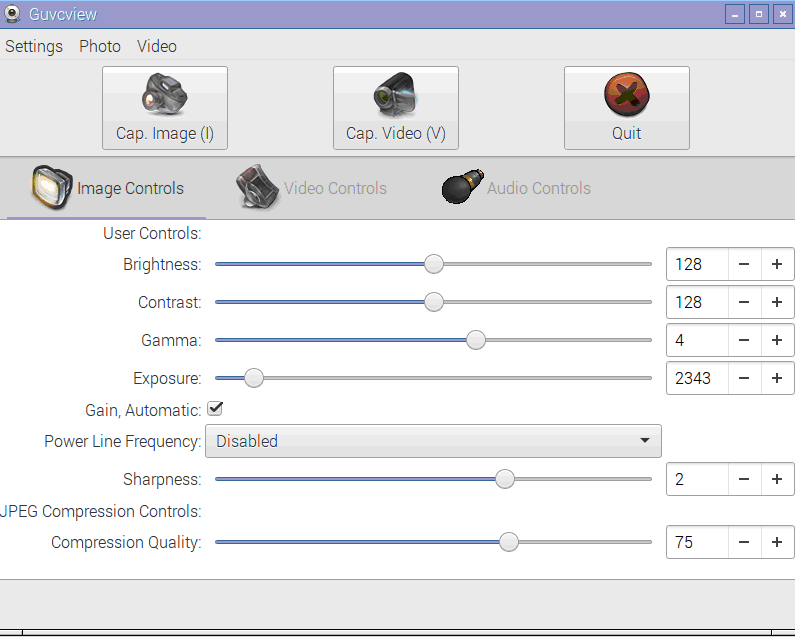 Guvcview
Settings Photo Video
Cap. Image (I) Cap. Video (V) Quit
Image Controls Video Controls Audio Controls
User Controls:
Brightness: 128 − +
Contrast: 128 − +
Gamma: 4 − +
Exposure: 2343 − +
Gain, Automatic:
Power Line Frequency: Disabled
Sharpness: 2 − +
JPEG Compression Controls:
Compression Quality: 75 − +